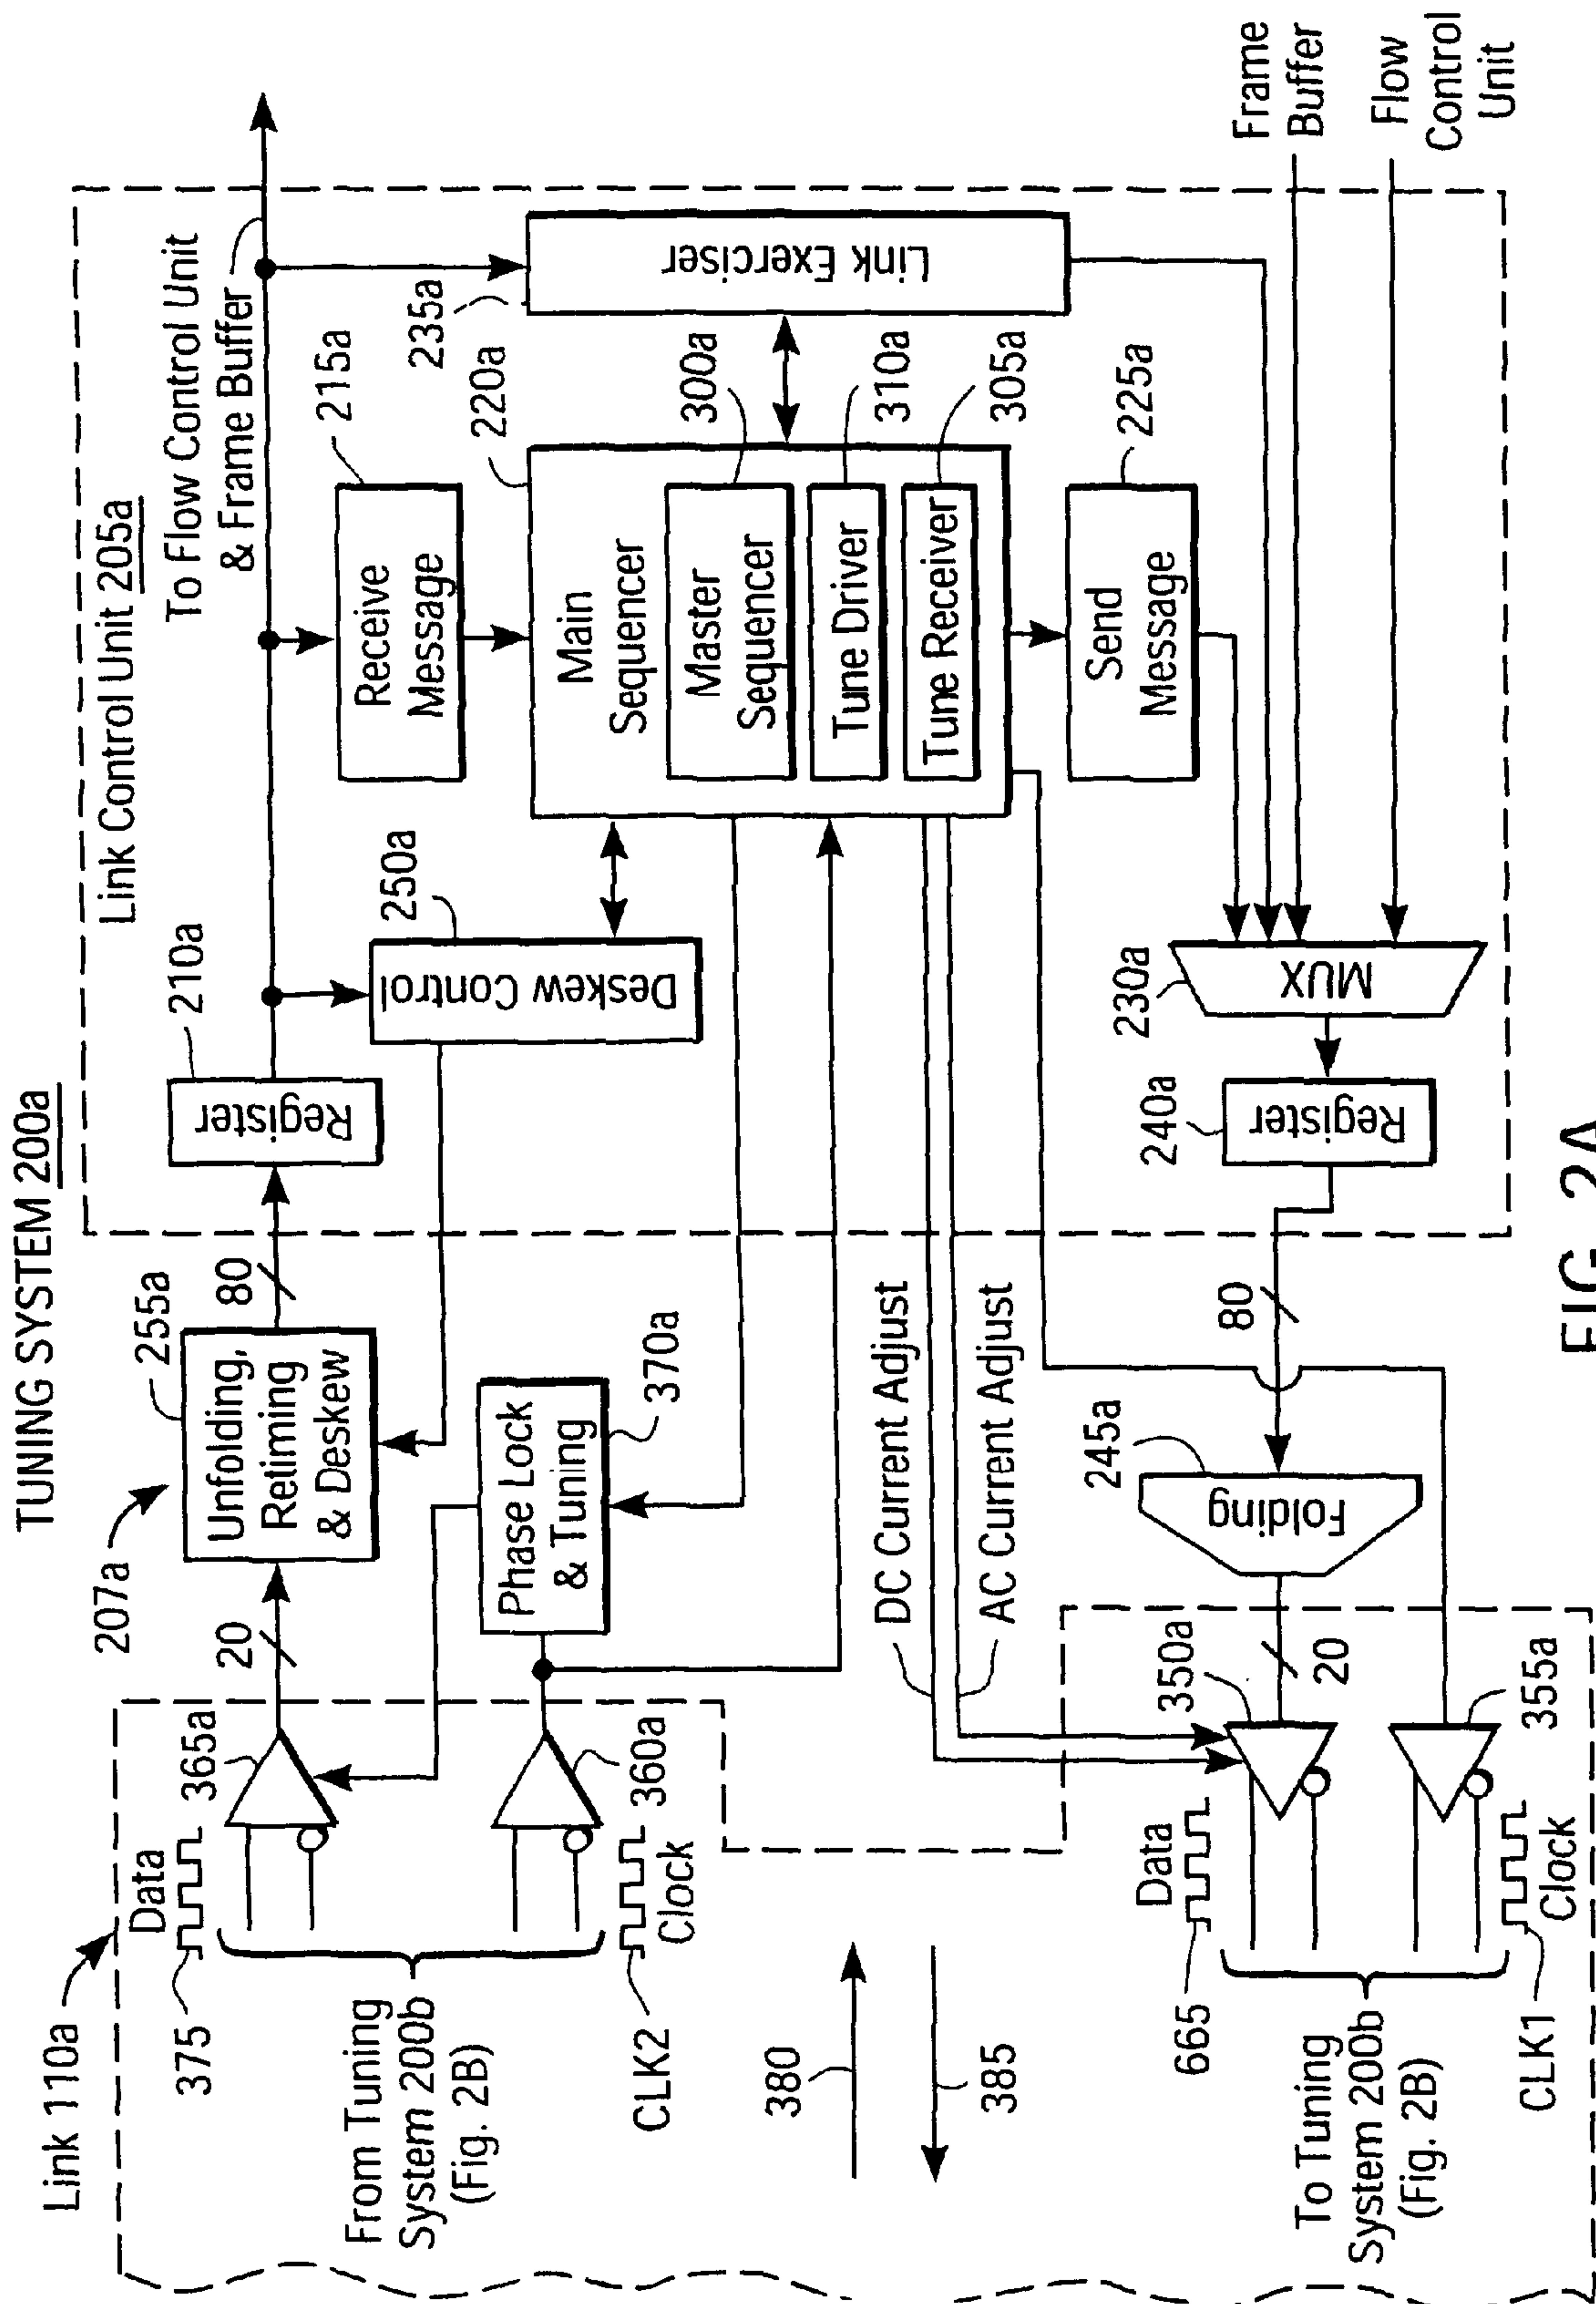 TUNING SYSTEM 200a
Link 110a
207a
Link Control Unit 205a
To Flow Control Unit
& Frame Buffer
Data
375
365a
20
255a
Unfolding,
Retiming
& Deskew
80
210a
Register
250a
Deskew Control
215a
Receive
Message
220a
Main
Sequencer
300a
Master
Sequencer
310a
Tune Driver
305a
Tune Receiver
235a
Link Exerciser
225a
Send
Message
From Tuning
System 200b
(Fig. 2B)
360a
CLK2
Clock
Phase Lock
& Tuning
370a
380
385
DC Current Adjust
AC Current Adjust
Data
665
350a
20
245a
Folding
80
240a
Register
230a
MUX
Frame
Buffer
Flow
Control
Unit
To Tuning
System 200b
(Fig. 2B)
355a
CLK1
Clock
FIG. 2A